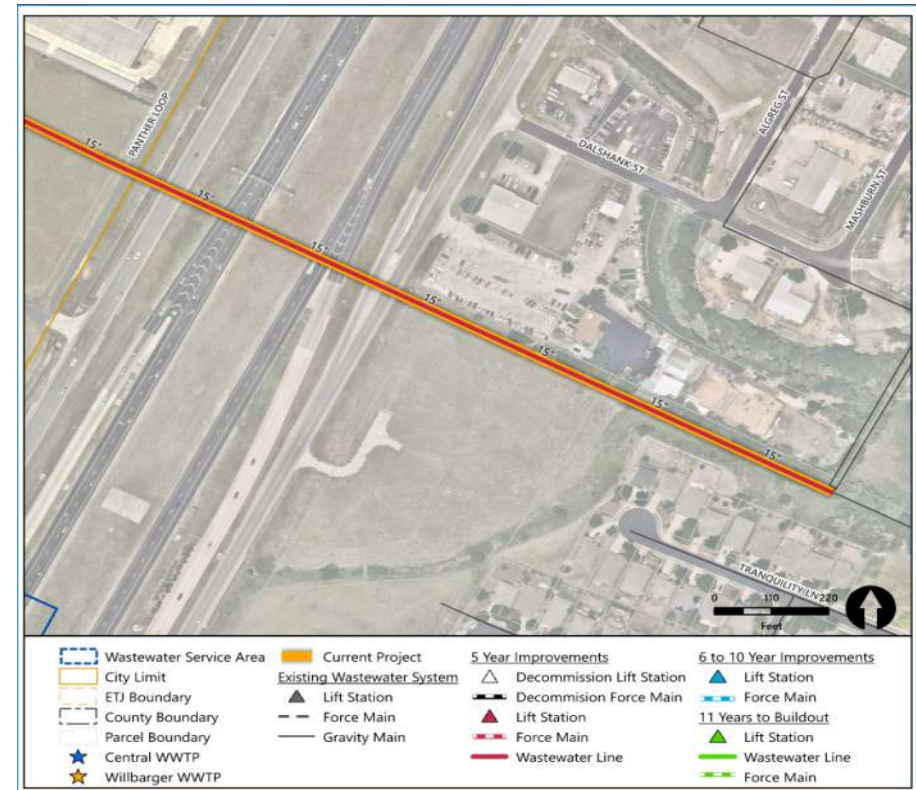 PANTHER LOOP
ALGREG ST
DALSHANK ST
MASHBURN ST
15"
15"
15"
15"
15"
15"
15"
TRANQUILITY LN
0 110 220
Feet
Wastewater Service Area
City Limit
ETJ Boundary
County Boundary
Parcel Boundary
Central WWTP
Willbarger WWTP
Current Project
Existing Wastewater System
Lift Station
Force Main
Gravity Main
5 Year Improvements
Decommission Lift Station
Decommision Force Main
Lift Station
Force Main
Wastewater Line
6 to 10 Year Improvements
Lift Station
Force Main
11 Years to Buildout
Lift Station
Wastewater Line
Force Main